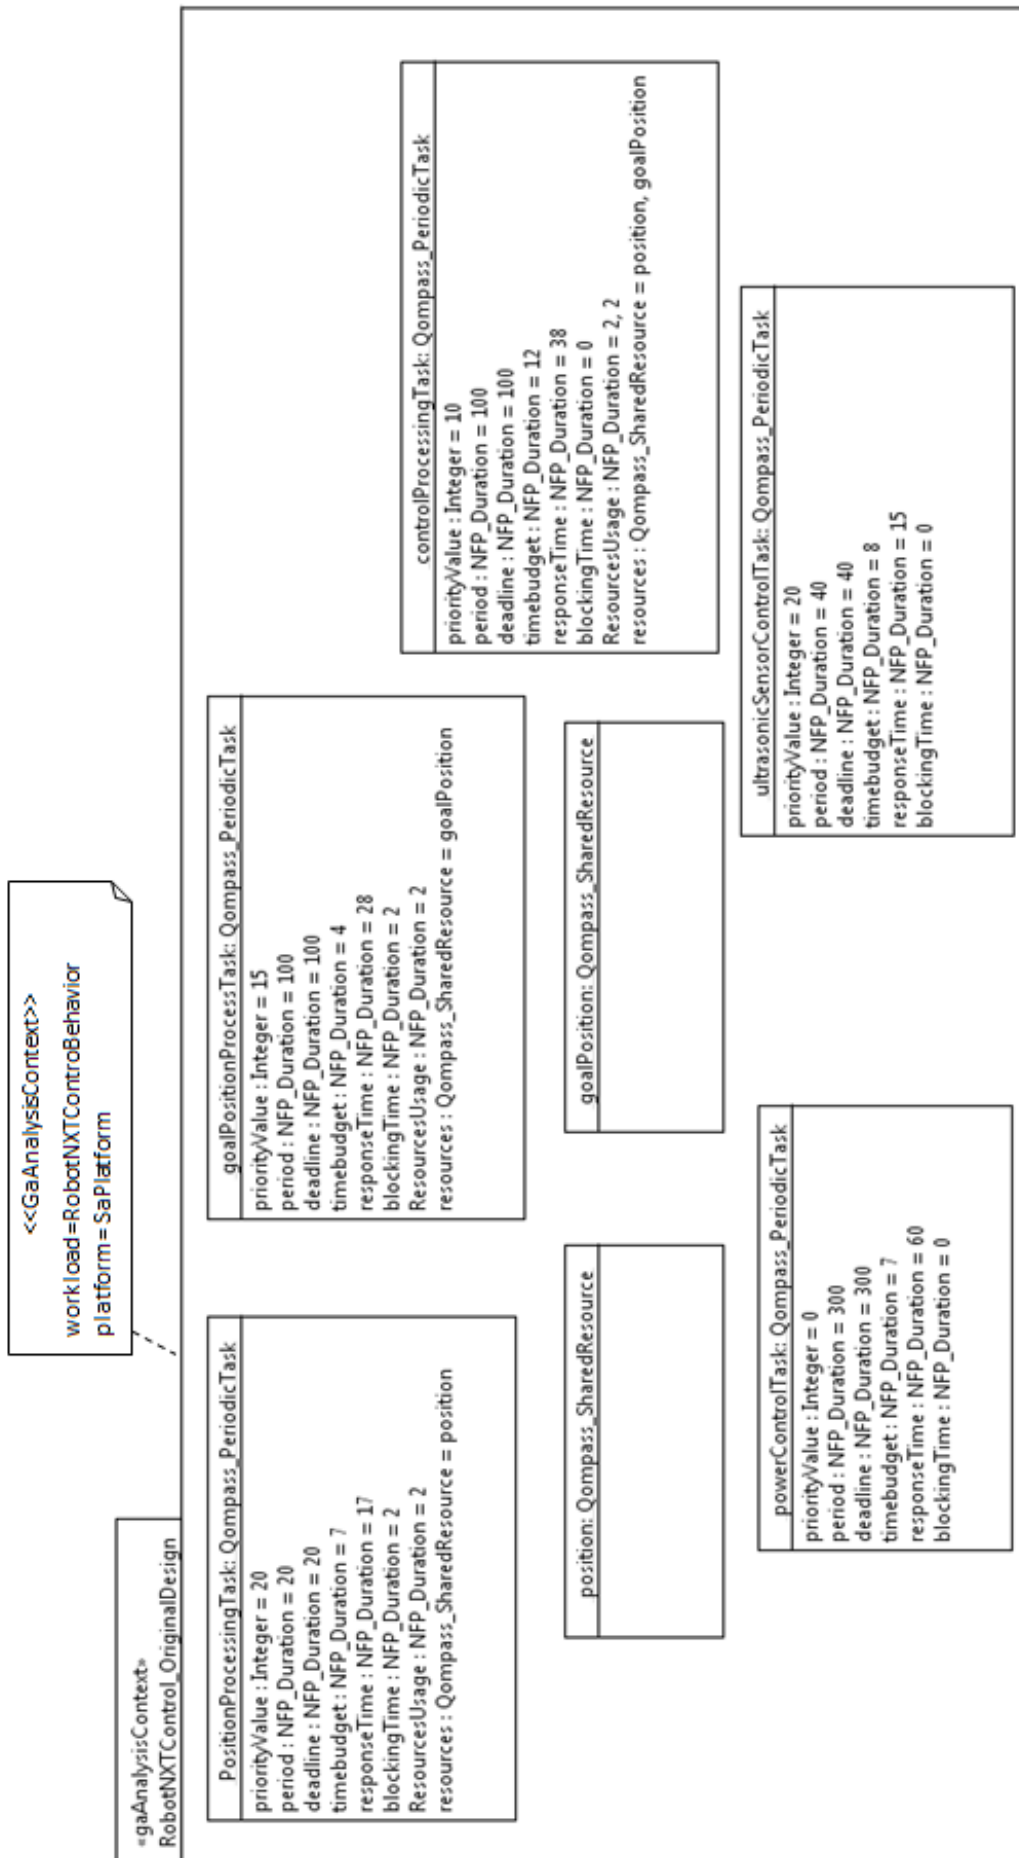 <<GaAnalysisContext>>
workload=RobotNXTControBehavior
platform=SaPlatform
«gaAnalysisContext»
RobotNXTControl_OriginalDesign
PositionProcessingTask: Qompass_PeriodicTask
priorityValue : Integer = 20
period : NFP_Duration = 20
deadline : NFP_Duration = 20
timebudget : NFP_Duration = 7
responseTime : NFP_Duration = 17
blockingTime : NFP_Duration = 2
ResourcesUsage : NFP_Duration = 2
resources : Qompass_SharedResource = position
goalPositionProcessTask: Qompass_PeriodicTask
priorityValue : Integer = 15
period : NFP_Duration = 100
deadline : NFP_Duration = 100
timebudget : NFP_Duration = 4
responseTime : NFP_Duration = 28
blockingTime : NFP_Duration = 2
ResourcesUsage : NFP_Duration = 2
resources : Qompass_SharedResource = goalPosition
controlProcessingTask: Qompass_PeriodicTask
priorityValue : Integer = 10
period : NFP_Duration = 100
deadline : NFP_Duration = 100
timebudget : NFP_Duration = 12
responseTime : NFP_Duration = 38
blockingTime : NFP_Duration = 0
ResourcesUsage : NFP_Duration = 2, 2
resources : Qompass_SharedResource = position, goalPosition
position: Qompass_SharedResource
goalPosition: Qompass_SharedResource
powerControlTask: Qompass_PeriodicTask
priorityValue : Integer = 0
period : NFP_Duration = 300
deadline : NFP_Duration = 300
timebudget : NFP_Duration = 7
responseTime : NFP_Duration = 60
blockingTime : NFP_Duration = 0
ultrasonicSensorControlTask: Qompass_PeriodicTask
priorityValue : Integer = 20
period : NFP_Duration = 40
deadline : NFP_Duration = 40
timebudget : NFP_Duration = 8
responseTime : NFP_Duration = 15
blockingTime : NFP_Duration = 0